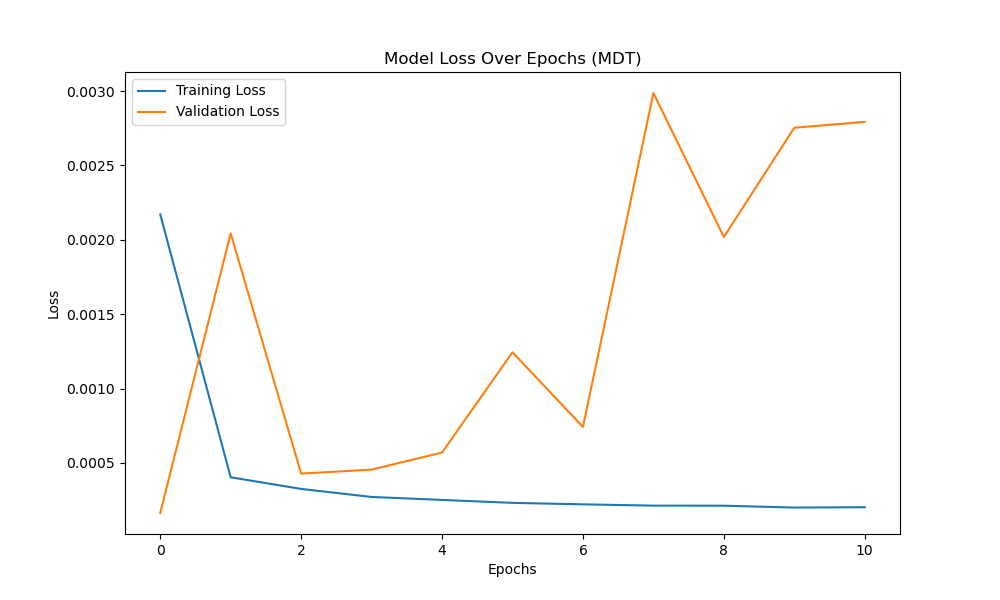 Model Loss Over Epochs (MDT)
Training Loss
Validation Loss
0.0030
0.0025
0.0020
0.0015
0.0010
0.0005
Loss
0 2 4 6 8 10
Epochs